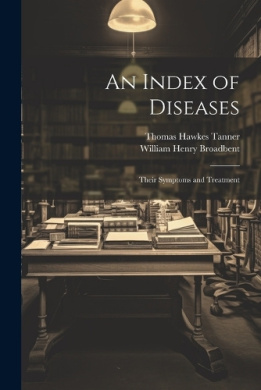 An Index of
Diseases
Thomas Hawkes Tanner
William Henry Broadbent
Their Symptoms and Treatment